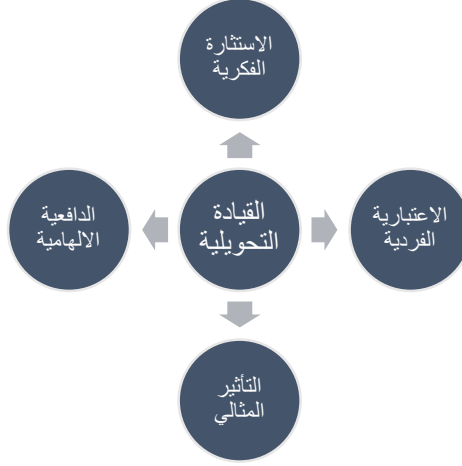 الاستثارة
الفكرية
الاعتبارية
الفردية
القيادة
التحويلية
الدافعية
الالهامية
التأثير
المثالي